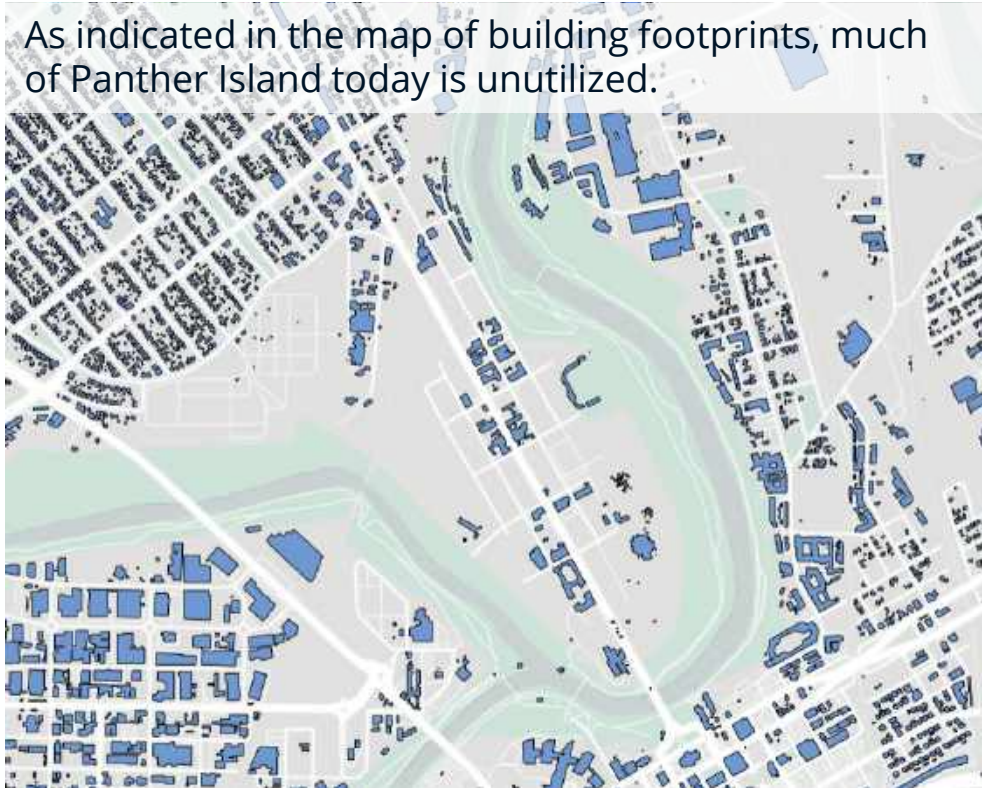 As indicated in the map of building footprints, much
of Panther Island today is unutilized.